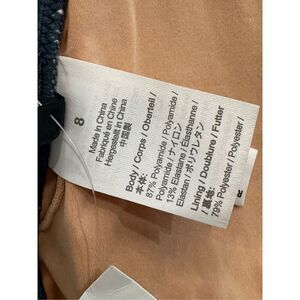 8
Made in China
Fabriqué en Chine
Hergestellt in China
中国製
Body / Corps / Oberteil /
本体:
87% Polyamide / Polyamide /
Polyamide / ナイロン
13% Elastane / Elasthanne /
Elastan / ポリウレタン
Lining / Doublure / Futter
/ 裏地:
79% Polyester / Polyester /